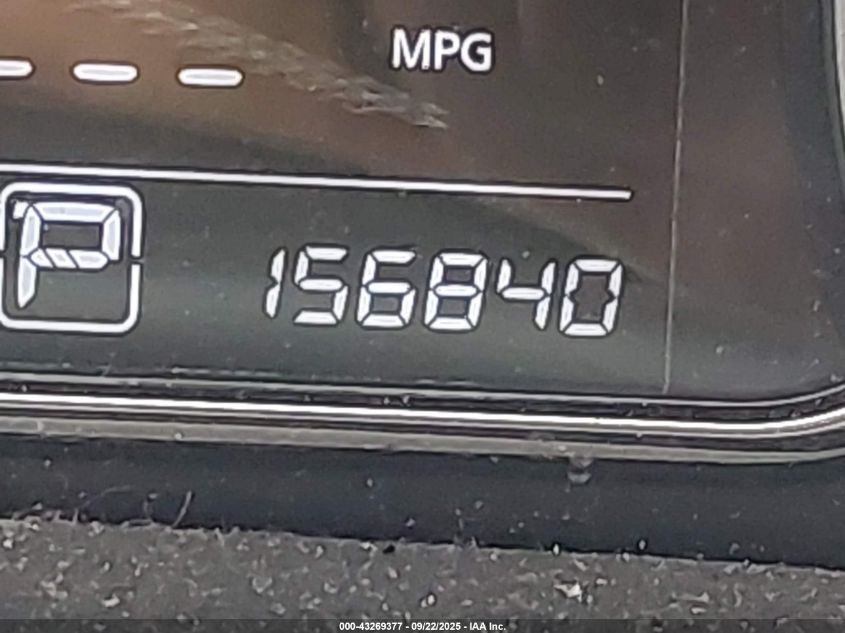 --- MPG
P 156840
000-43269377 - 09/22/2025 - IAA Inc.